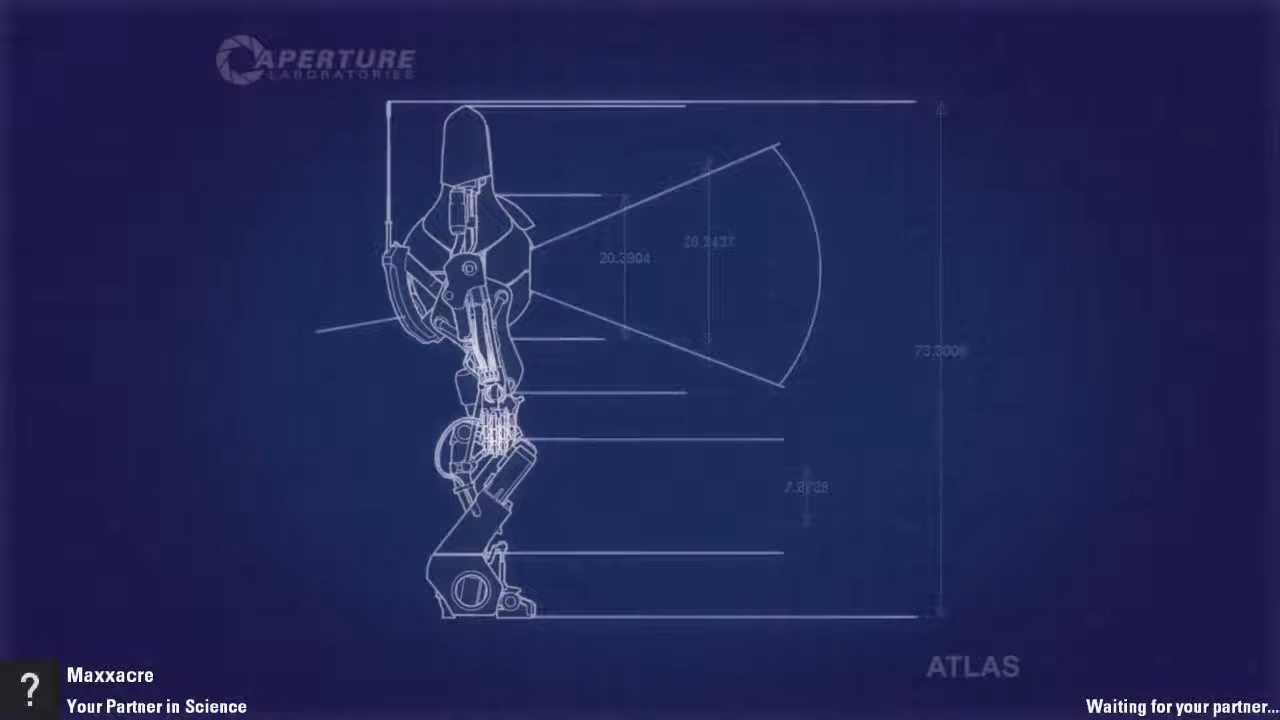 APERTURE
LABORATORIES
20.3904
73.3006
ATLAS
?
Maxxacre
Your Partner in Science
Waiting for your partner...